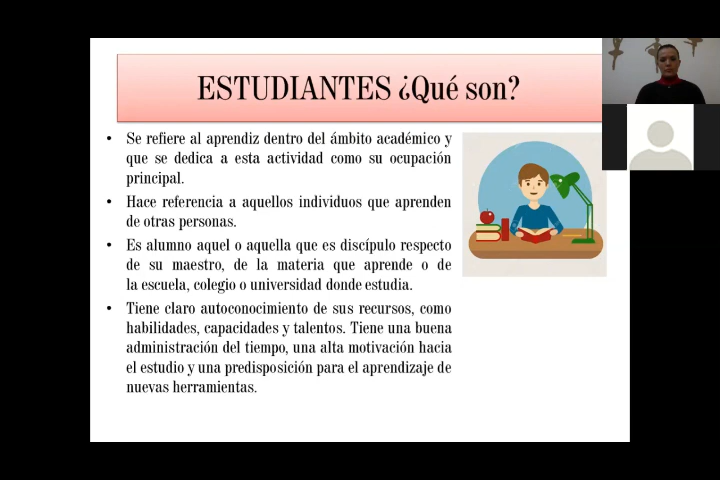 ESTUDIANTES ¿Qué son?
• Se refiere al aprendiz dentro del ámbito académico y
que se dedica a esta actividad como su ocupación
principal.
• Hace referencia a aquellos individuos que aprenden
de otras personas.
• Es alumno aquel o aquella que es discípulo respecto
de su maestro, de la materia que aprende o de
la escuela, colegio o universidad donde estudia.
• Tiene claro autoconocimiento de sus recursos, como
habilidades, capacidades y talentos. Tiene una buena
administración del tiempo, una alta motivación hacia
el estudio y una predisposición para el aprendizaje de
nuevas herramientas.